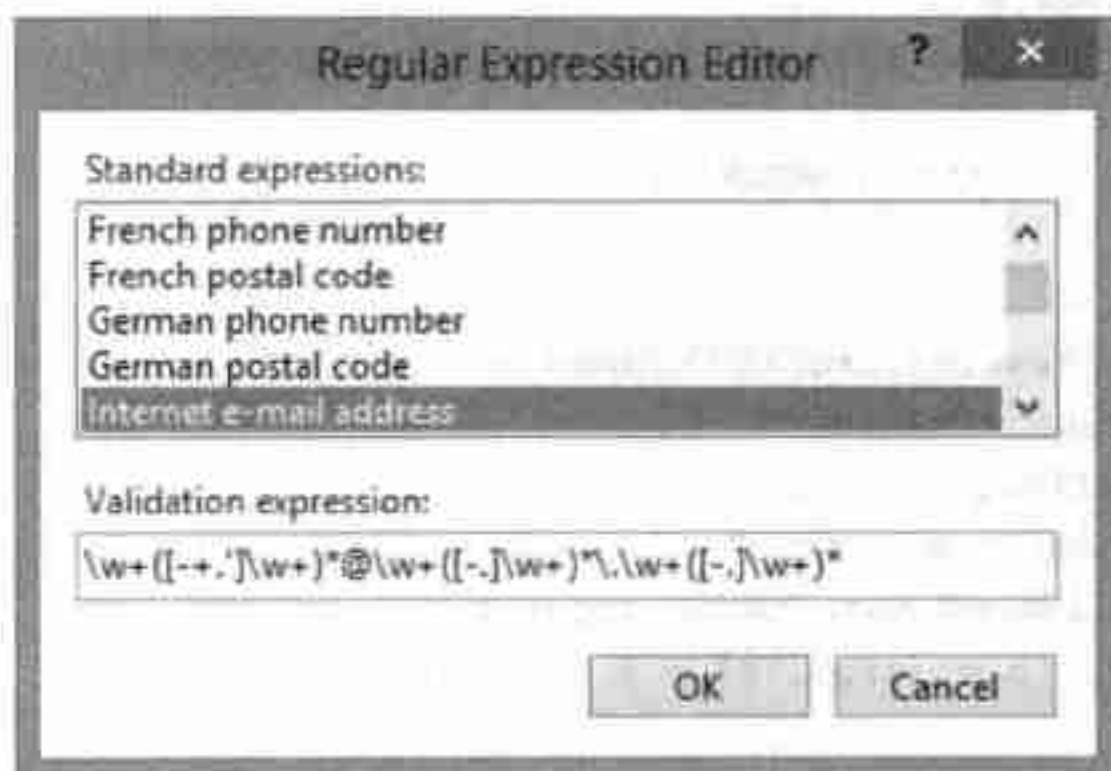 Regular Expression Editor ? ×
Standard expressions:
French phone number
French postal code
German phone number
German postal code
Internet e-mail address
Validation expression:
\w+([-+.']\w+)*@\w+([-.]\w+)*\.\w+([-.]\w+)*
OK Cancel